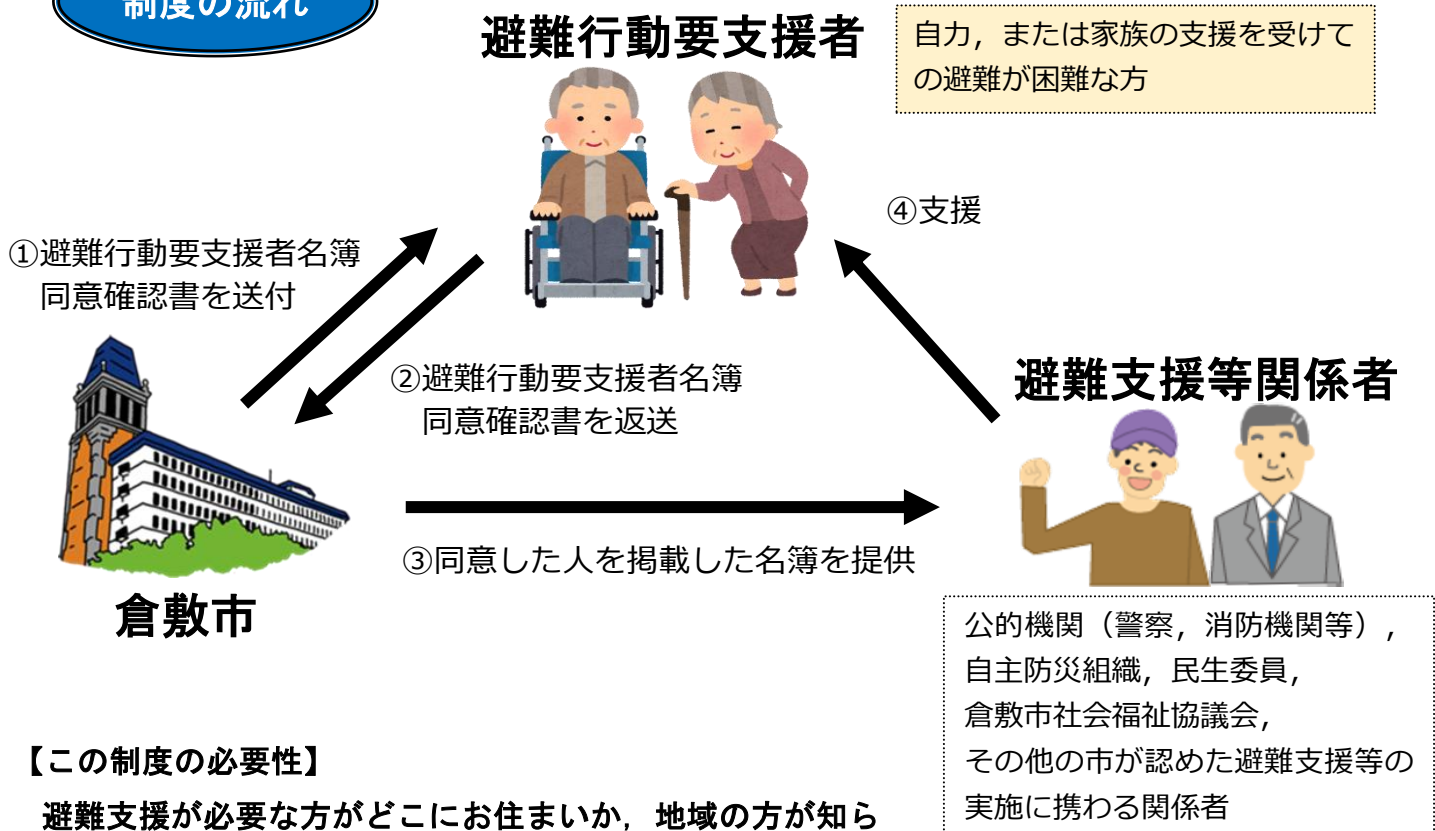 制度の流れ
避難行動要支援者
自力，または家族の支援を受けて
の避難が困難な方
④支援
①避難行動要支援者名簿
同意確認書を送付
②避難行動要支援者名簿
同意確認書を返送
避難支援等関係者
③同意した人を掲載した名簿を提供
倉敷市
公的機関（警察，消防機関等），
自主防災組織，民生委員，
倉敷市社会福祉協議会，
その他の市が認めた避難支援等の
実施に携わる関係者
【この制度の必要性】
避難支援が必要な方がどこにお住まいか，地域の方が知ら